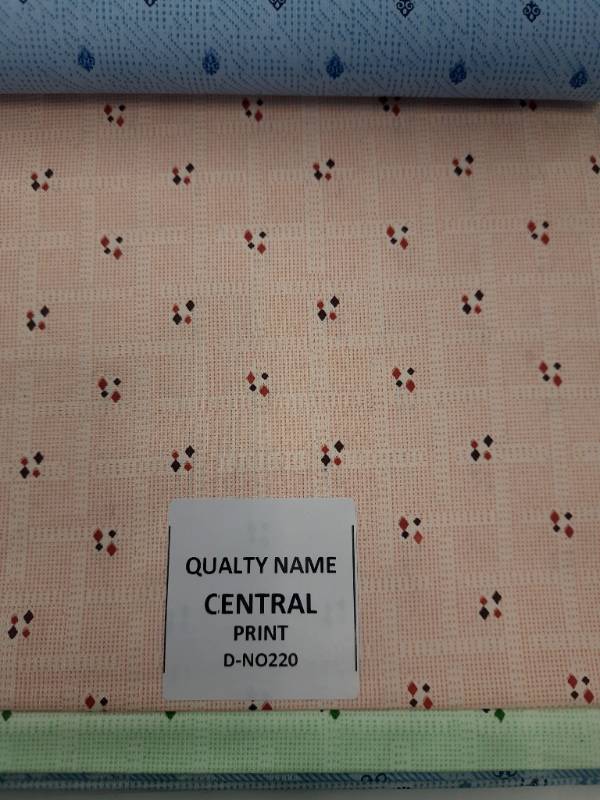 QUALTY NAME
CENTRAL
PRINT
D-NO220